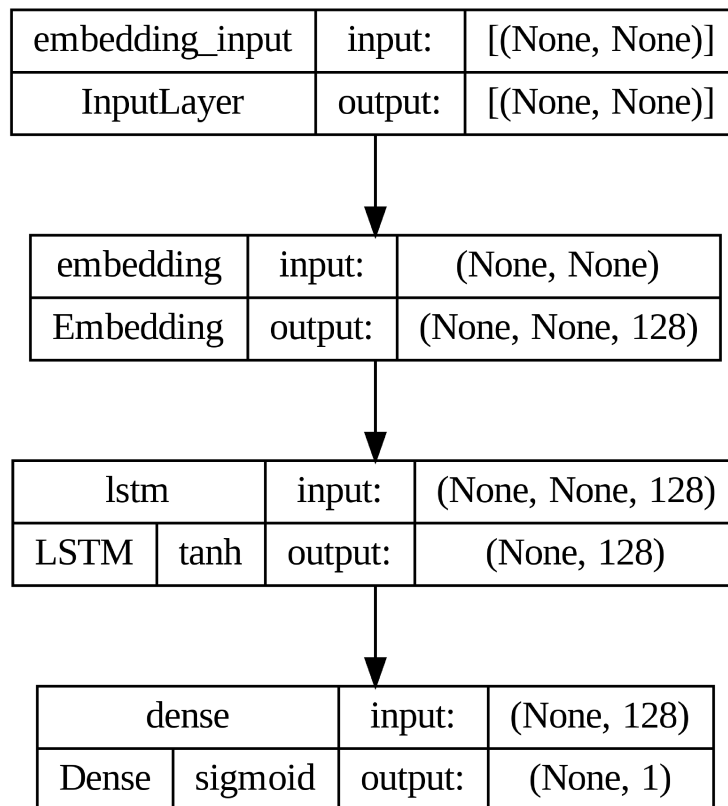 embedding_input input: [(None, None)]
InputLayer output: [(None, None)]
embedding input: (None, None)
Embedding output: (None, None, 128)
lstm input: (None, None, 128)
LSTM tanh output: (None, 128)
dense input: (None, 128)
Dense sigmoid output: (None, 1)